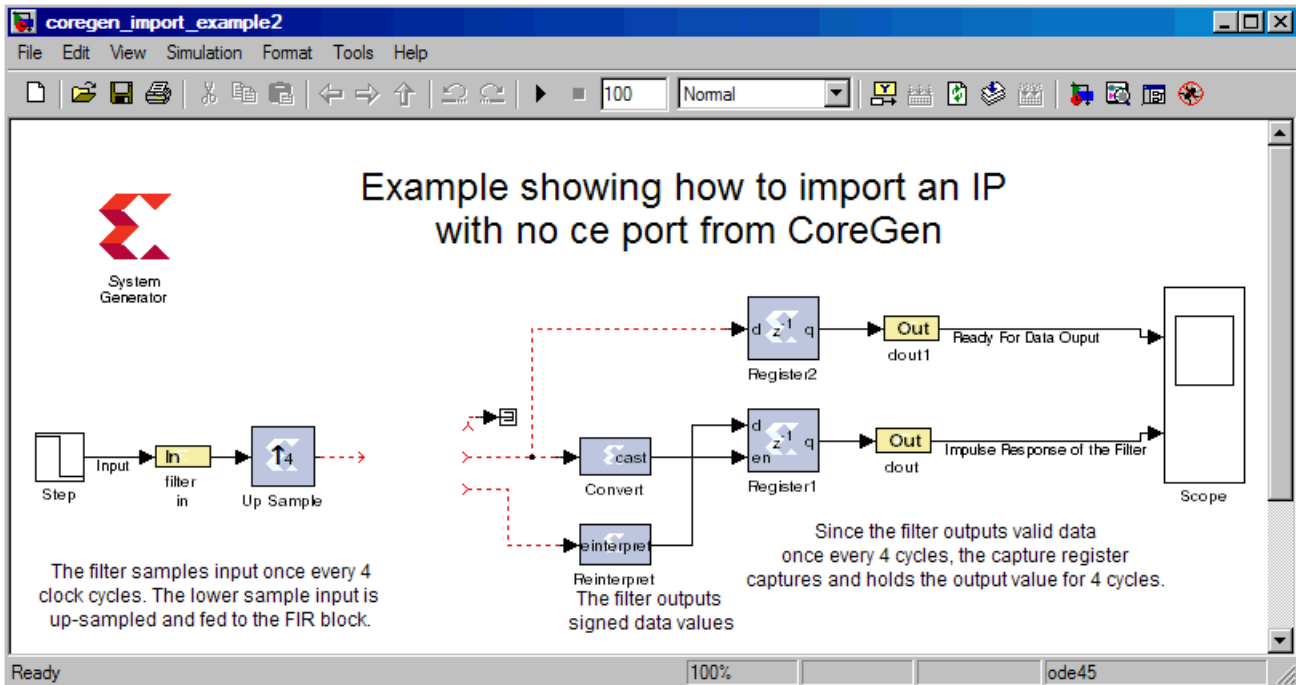 coregen_import_example2
File Edit View Simulation Format Tools Help
100 Normal
Example showing how to import an IP
with no ce port from CoreGen
System
Generator
d z-1 q
Register2
Out
dout1
Ready For Data Ouput
Step
Input
In
filter
in
↑4
Up Sample
cast
Convert
d
en
z-1 q
Register1
Out
dout
Impulse Response of the Filter
Scope
einterpret
Reinterpret
The filter outputs
signed data values
Since the filter outputs valid data
once every 4 cycles, the capture register
captures and holds the output value for 4 cycles.
The filter samples input once every 4
clock cycles. The lower sample input is
up-sampled and fed to the FIR block.
Ready 100% ode45